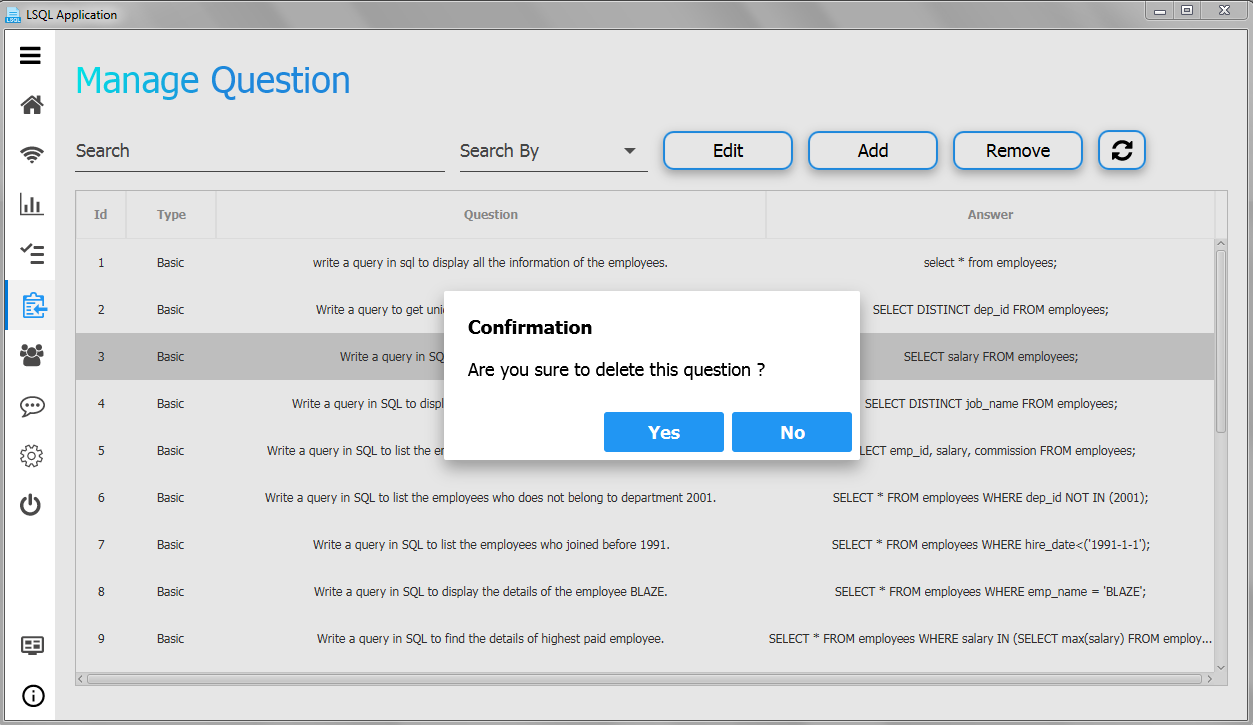 LSQL Application
Manage Question
Search Search By Edit Add Remove
Id Type Question Answer
1 Basic write a query in sql to display all the information of the employees. select * from employees;
2 Basic Write a query to get SELECT DISTINCT dep_id FROM employees;
3 Basic Write a query in SQ SELECT salary FROM employees;
Confirmation
Are you sure to delete this question ?
Yes No
4 Basic Write a query in SQL to displ SELECT DISTINCT job_name FROM employees;
5 Basic Write a query in SQL to list the emp_id, salary, commission FROM employees;
6 Basic Write a query in SQL to list the employees who does not belong to department 2001. SELECT * FROM employees WHERE dep_id NOT IN (2001);
7 Basic Write a query in SQL to list the employees who joined before 1991. SELECT * FROM employees WHERE hire_date<('1991-1-1');
8 Basic Write a query in SQL to display the details of the employee BLAZE. SELECT * FROM employees WHERE emp_name = 'BLAZE';
9 Basic Write a query in SQL to find the details of highest paid employee. SELECT * FROM employees WHERE salary IN (SELECT max(salary) FROM employ...